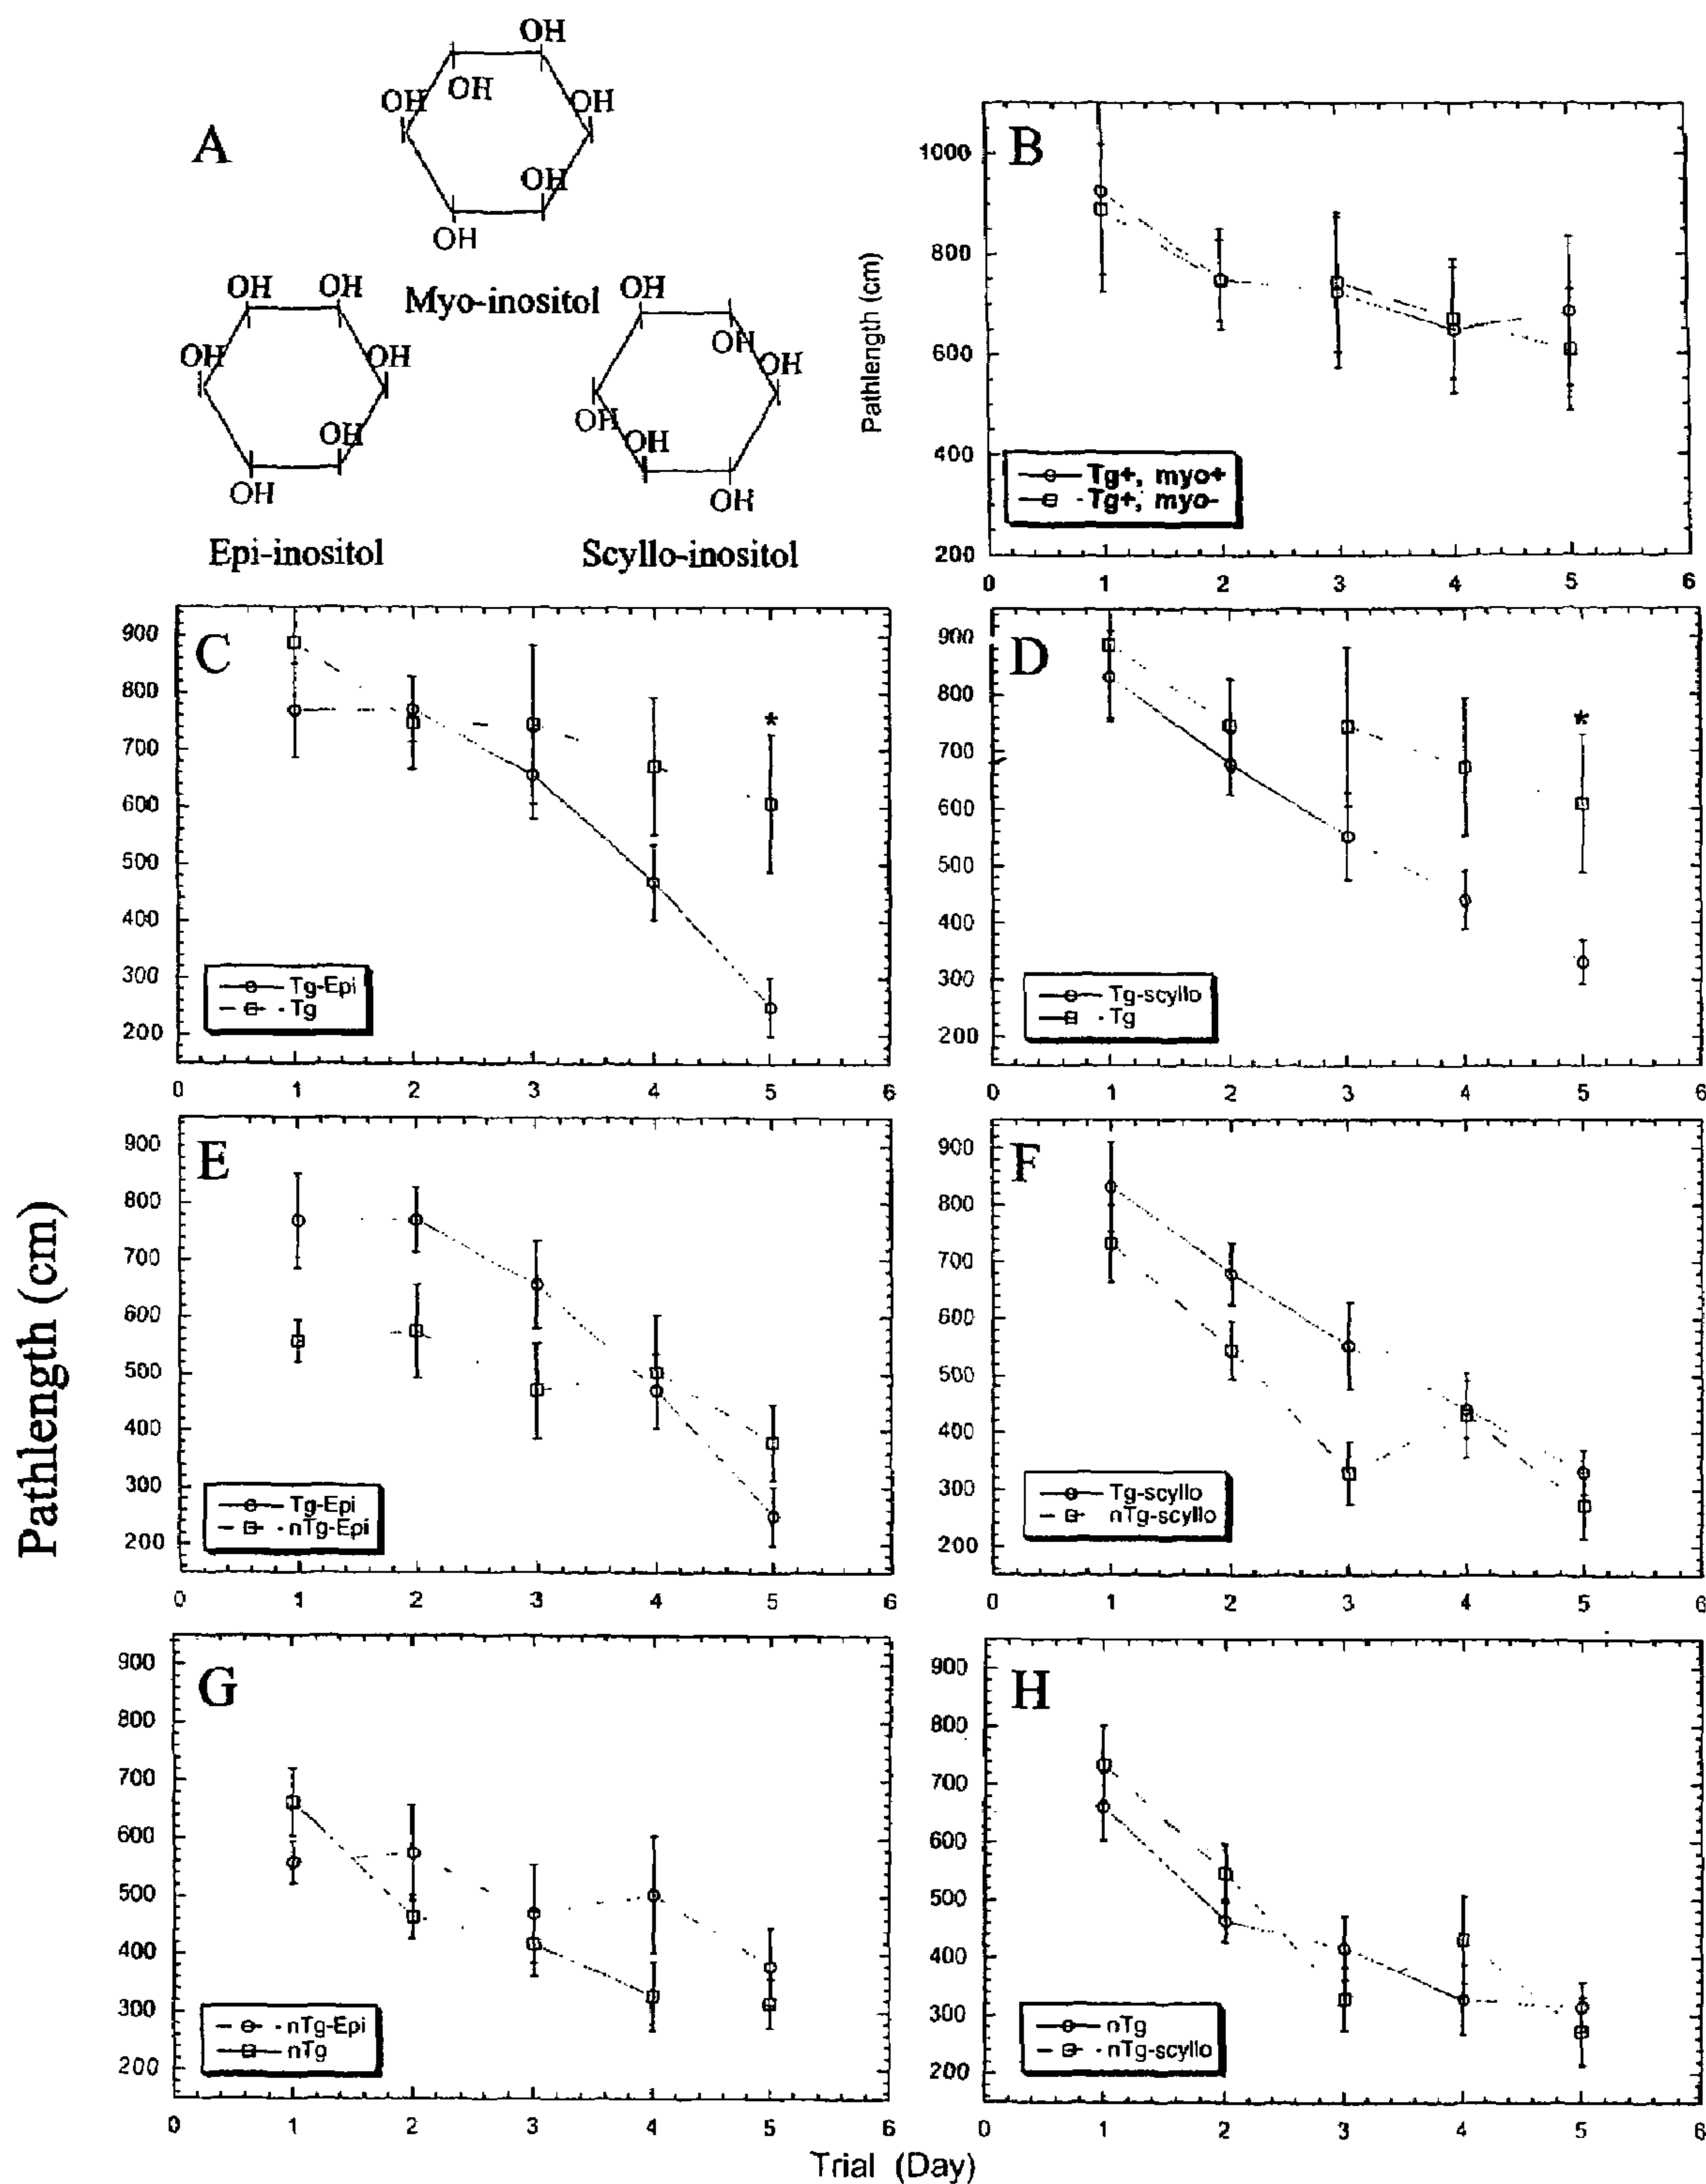 A
OH
OH
OH
OH
OH
OH
Myo-inositol
OH
OH
OH
OH
OH
OH
Epi-inositol
OH
OH
OH
OH
OH
OH
Scyllo-inositol
B
Pathlength (cm)
1000
800
600
400
200
Tg+, myo+
Tg+, myo-
0 1 2 3 4 5 6
C
900
800
700
600
500
400
300
200
*
Tg-Epi
Tg
0 1 2 3 4 5 6
D
900
800
700
600
500
400
300
200
*
Tg-scyllo
Tg
0 1 2 3 4 5 6
Pathlength (cm)
E
900
800
700
600
500
400
300
200
Tg-Epi
nTg-Epi
0 1 2 3 4 5 6
F
900
800
700
600
500
400
300
200
Tg-scyllo
nTg-scyllo
0 1 2 3 4 5 6
G
900
800
700
600
500
400
300
200
nTg-Epi
nTg
0 1 2 3 4 5 6
H
900
800
700
600
500
400
300
200
nTg
nTg-scyllo
0 1 2 3 4 5 6
Trial (Day)